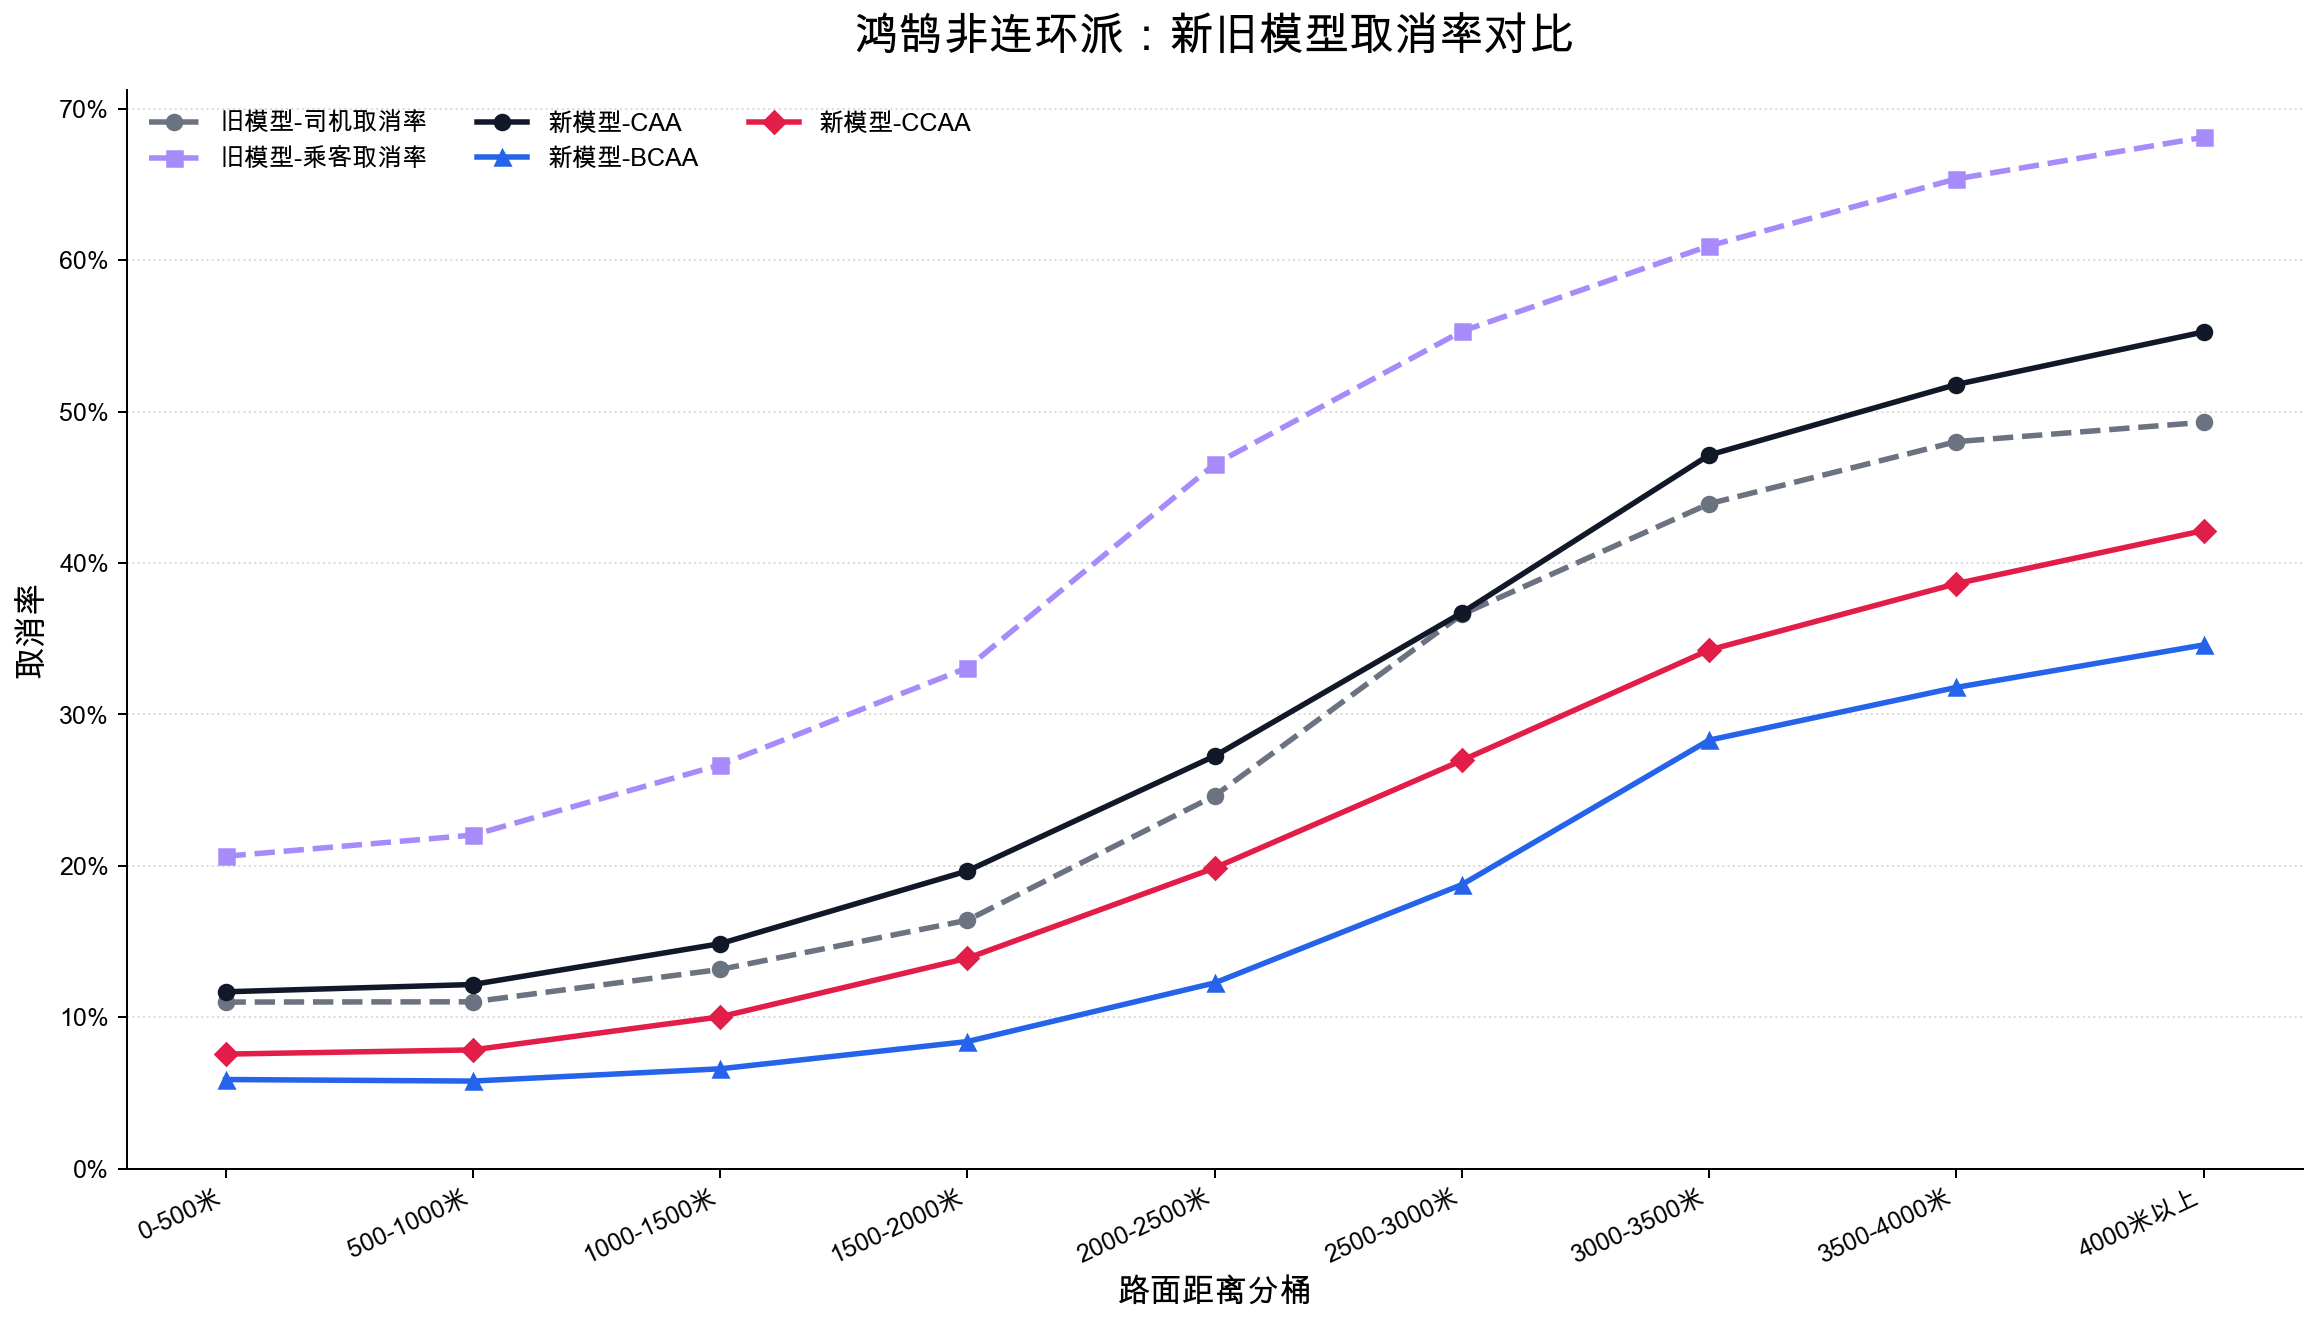 鸿鹄非连环派：新旧模型取消率对比
旧模型-司机取消率
旧模型-乘客取消率
新模型-CAA
新模型-BCAA
新模型-CCAA
取消率
70%
60%
50%
40%
30%
20%
10%
0%
0-500米
500-1000米
1000-1500米
1500-2000米
2000-2500米
2500-3000米
3000-3500米
3500-4000米
4000米以上
路面距离分桶